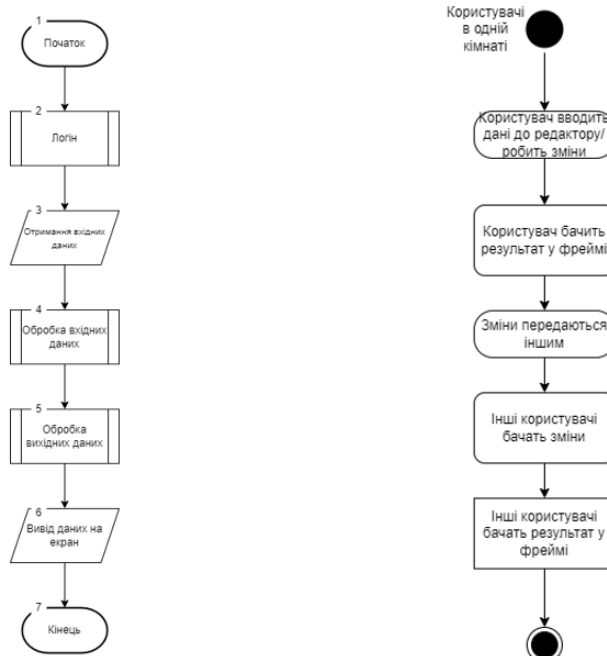 1
Початок
2
Логін
3
Отримання вхідних
даних
4
Обробка вхідних
даних
5
Обробка
вихідних даних
6
Вивід даних на
екран
7
Кінець
Користувачі
в одній
кімнаті
Користувач вводить
дані до редактору/
робить зміни
Користувач бачить
результат у фреймі
Зміни передаються
іншим
Інші користувачі
бачать зміни
Інші користувачі
бачать результат у
фреймі